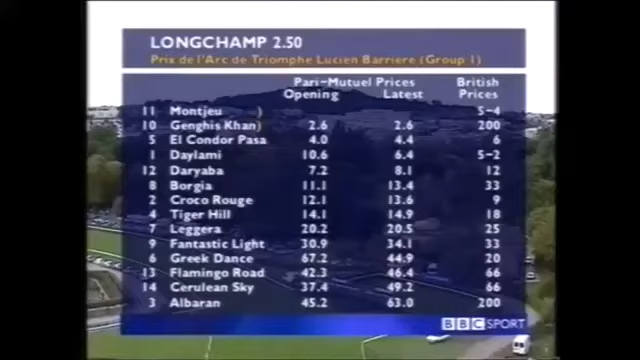 LONGCHAMP 2.50
Prix de l'Arc de Triomphe Lucien Barriere (Group 1)
Pari-Mutuel Prices British
Opening Latest Prices
11 Montjeu ) 5-4
10 Genghis Khan) 2.6 2.6 200
5 El Condor Pasa 4.0 4.4 6
1 Daylami 10.6 6.4 5-2
12 Daryaba 7.2 8.1 12
8 Borgia 11.1 13.4 33
2 Croco Rouge 12.1 13.6 9
4 Tiger Hill 14.1 14.9 18
7 Leggera 20.2 20.5 25
9 Fantastic Light 30.9 34.1 33
6 Greek Dance 67.2 44.9 20
13 Flamingo Road 42.3 46.4 66
14 Cerulean Sky 37.4 49.2 66
3 Albaran 45.2 63.0 200
BBC SPORT